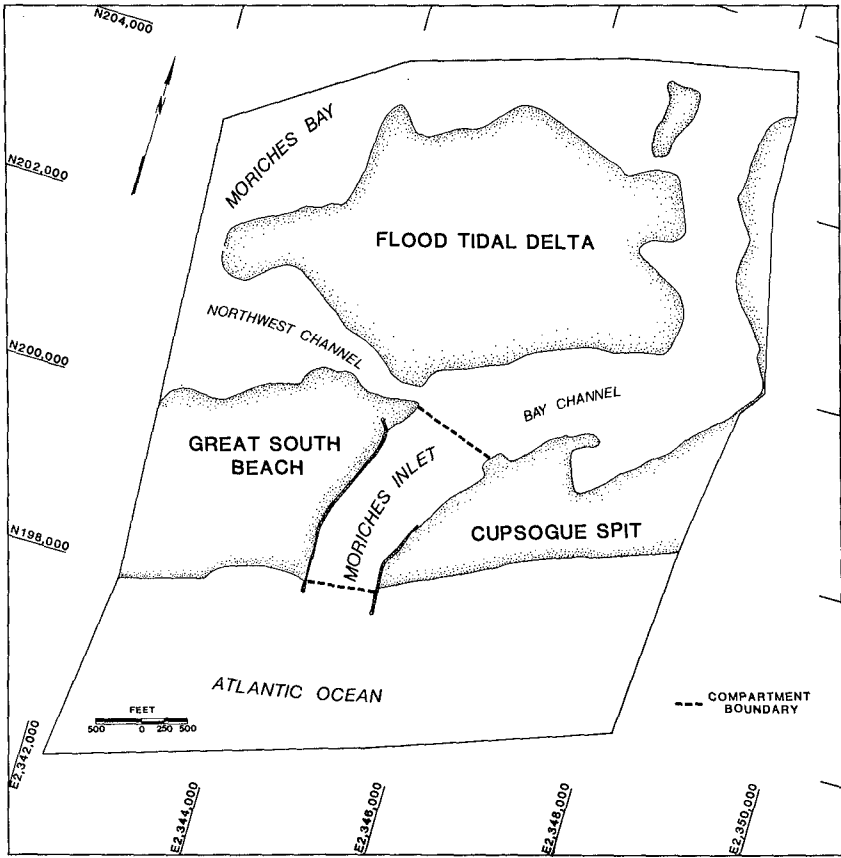 N204,000
N
MORICHES BAY
N202,000
FLOOD TIDAL DELTA
NORTHWEST CHANNEL
N200,000
BAY CHANNEL
GREAT SOUTH
BEACH
MORICHES INLET
N198,000
CUPSOGUE SPIT
ATLANTIC OCEAN
FEET
500 0 250 500
COMPARTMENT
BOUNDARY
E2,342,000
E2,344,000
E2,346,000
E2,348,000
E2,350,000